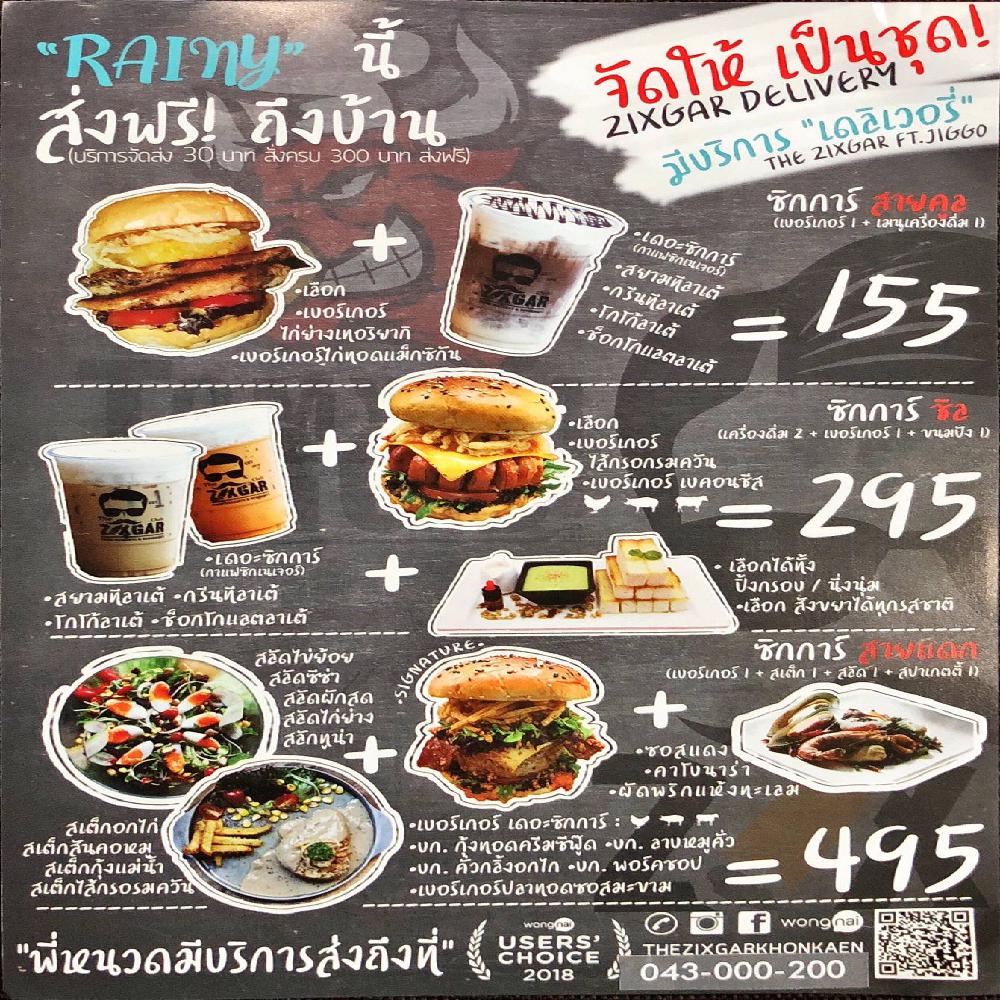 "RAINY" นี้
ส่งฟรี! ถึงบ้าน
(บริการจัดส่ง 30 บาท สั่งครบ 300 บาท ส่งฟรี)
จัดให้ เป็นชุด!
ZIXGAR DELIVERY
มีบริการ "เดลิเวอรี่"
THE ZIXGAR FT.JIGGO
ซิกการ์ สายคูล
(เบอร์เกอร์ 1 + เมนูเครื่องดื่ม 1)
+
•เลือก
•เบอร์เกอร์
ไก่ย่างเทอริยากิ
•เบอร์เกอร์ไก่ทอดแม็กซิกัน
ZIXGAR
•เดอะซิกการ์
(กาแฟซิกเนเจอร์)
•สยามทีลาเต้
•กรีนทีลาเต้
•โกโก้ลาเต้
•ช็อกโกแลตลาเต้
= 155
ซิกการ์ ชิล
(เครื่องดื่ม 2 + เบอร์เกอร์ 1 + ขนมปัง 1)
ZIXGAR
ZIXGAR
+
•เลือก
•เบอร์เกอร์
ไส้กรอกรมควัน
•เบอร์เกอร์ เบคอนชีส
= 295
•เดอะซิกการ์
(กาแฟซิกเนเจอร์)
•สยามทีลาเต้ •กรีนทีลาเต้
•โกโก้ลาเต้ •ช็อกโกแลตลาเต้
+
• เลือกได้ทั้ง
ปังกรอบ / นึ่งนุ่ม
•เลือก สังขยาได้ทุกรสชาติ
ซิกการ์ สายแดก
(เบอร์เกอร์ 1 + สเต็ก 1 + สลัด 1 + สปาเกตตี้ 1)
สลัดไข่ย้อย
สลัดซีซ่า
สลัดผักสด
สลัดไก่ย่าง
สลัดทูน่า
+
•SIGNATURE•
+
•ซอสแดง
•คาโบนาร่า
•ผัดพริกแห้งทะเลม
สเต็กอกไก่
สเต็กสันคอหมู
สเต็กกุ้งแม่น้ำ
สเต็กไส้กรอรมควัน
•เบอร์เกอร์ เดอะซิกการ์ :
•บก. กุ้งทอดครีมซีฟู๊ด •บก. ลาบหมูคั่ว
•บก. คั่วกลิ้งอกไก่ •บก. พอร์คชอป
•เบอร์เกอร์ปลาทอดซอสมะขาม
= 495
"พี่หนวดมีบริการส่งถึงที่"
wongnai
USERS'
CHOICE
2018
wongnai
THEZIXGARKHONKAEN
043-000-200